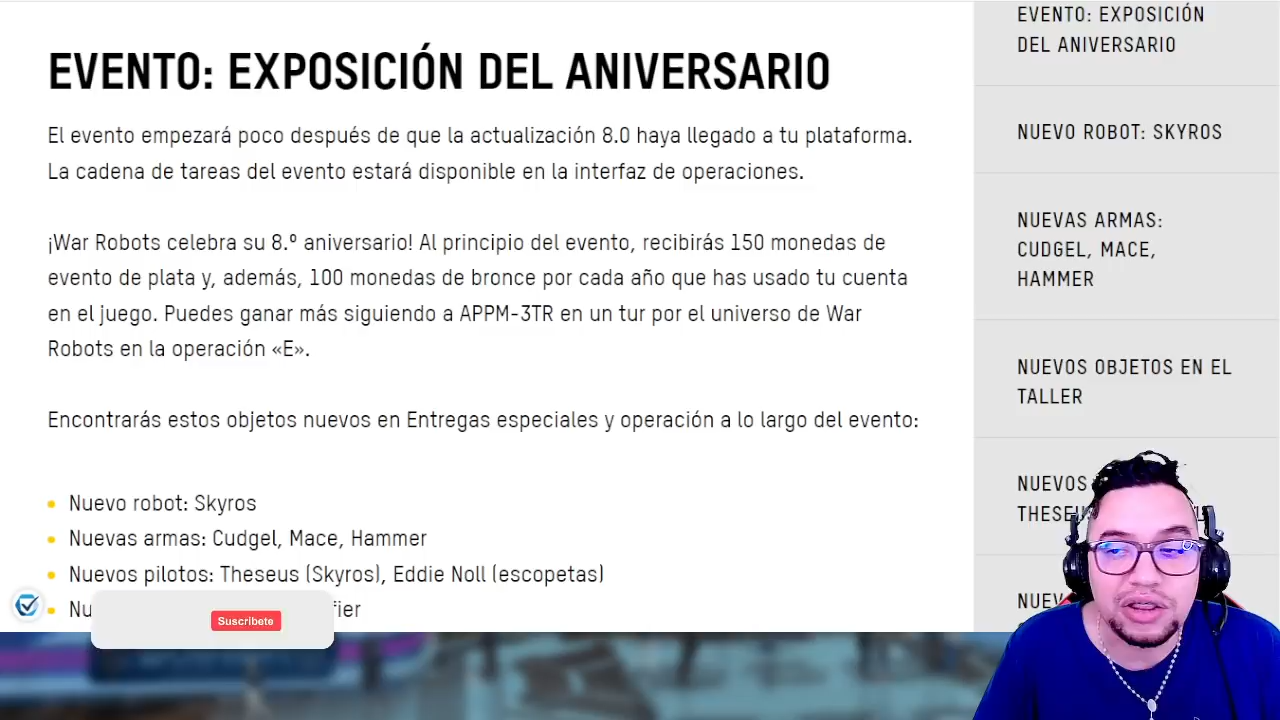 EVENTO: EXPOSICIÓN DEL ANIVERSARIO
El evento empezará poco después de que la actualización 8.0 haya llegado a tu plataforma.
La cadena de tareas del evento estará disponible en la interfaz de operaciones.
¡War Robots celebra su 8.º aniversario! Al principio del evento, recibirás 150 monedas de
evento de plata y, además, 100 monedas de bronce por cada año que has usado tu cuenta
en el juego. Puedes ganar más siguiendo a APPM-3TR en un tur por el universo de War
Robots en la operación «E».
Encontrarás estos objetos nuevos en Entregas especiales y operación a lo largo del evento:
Nuevo robot: Skyros
Nuevas armas: Cudgel, Mace, Hammer
Nuevos pilotos: Theseus (Skyros), Eddie Noll (escopetas)
Suscríbete
EVENTO: EXPOSICIÓN
DEL ANIVERSARIO
NUEVO ROBOT: SKYROS
NUEVAS ARMAS:
CUDGEL, MACE,
HAMMER
NUEVOS OBJETOS EN EL
TALLER
NUEVOS